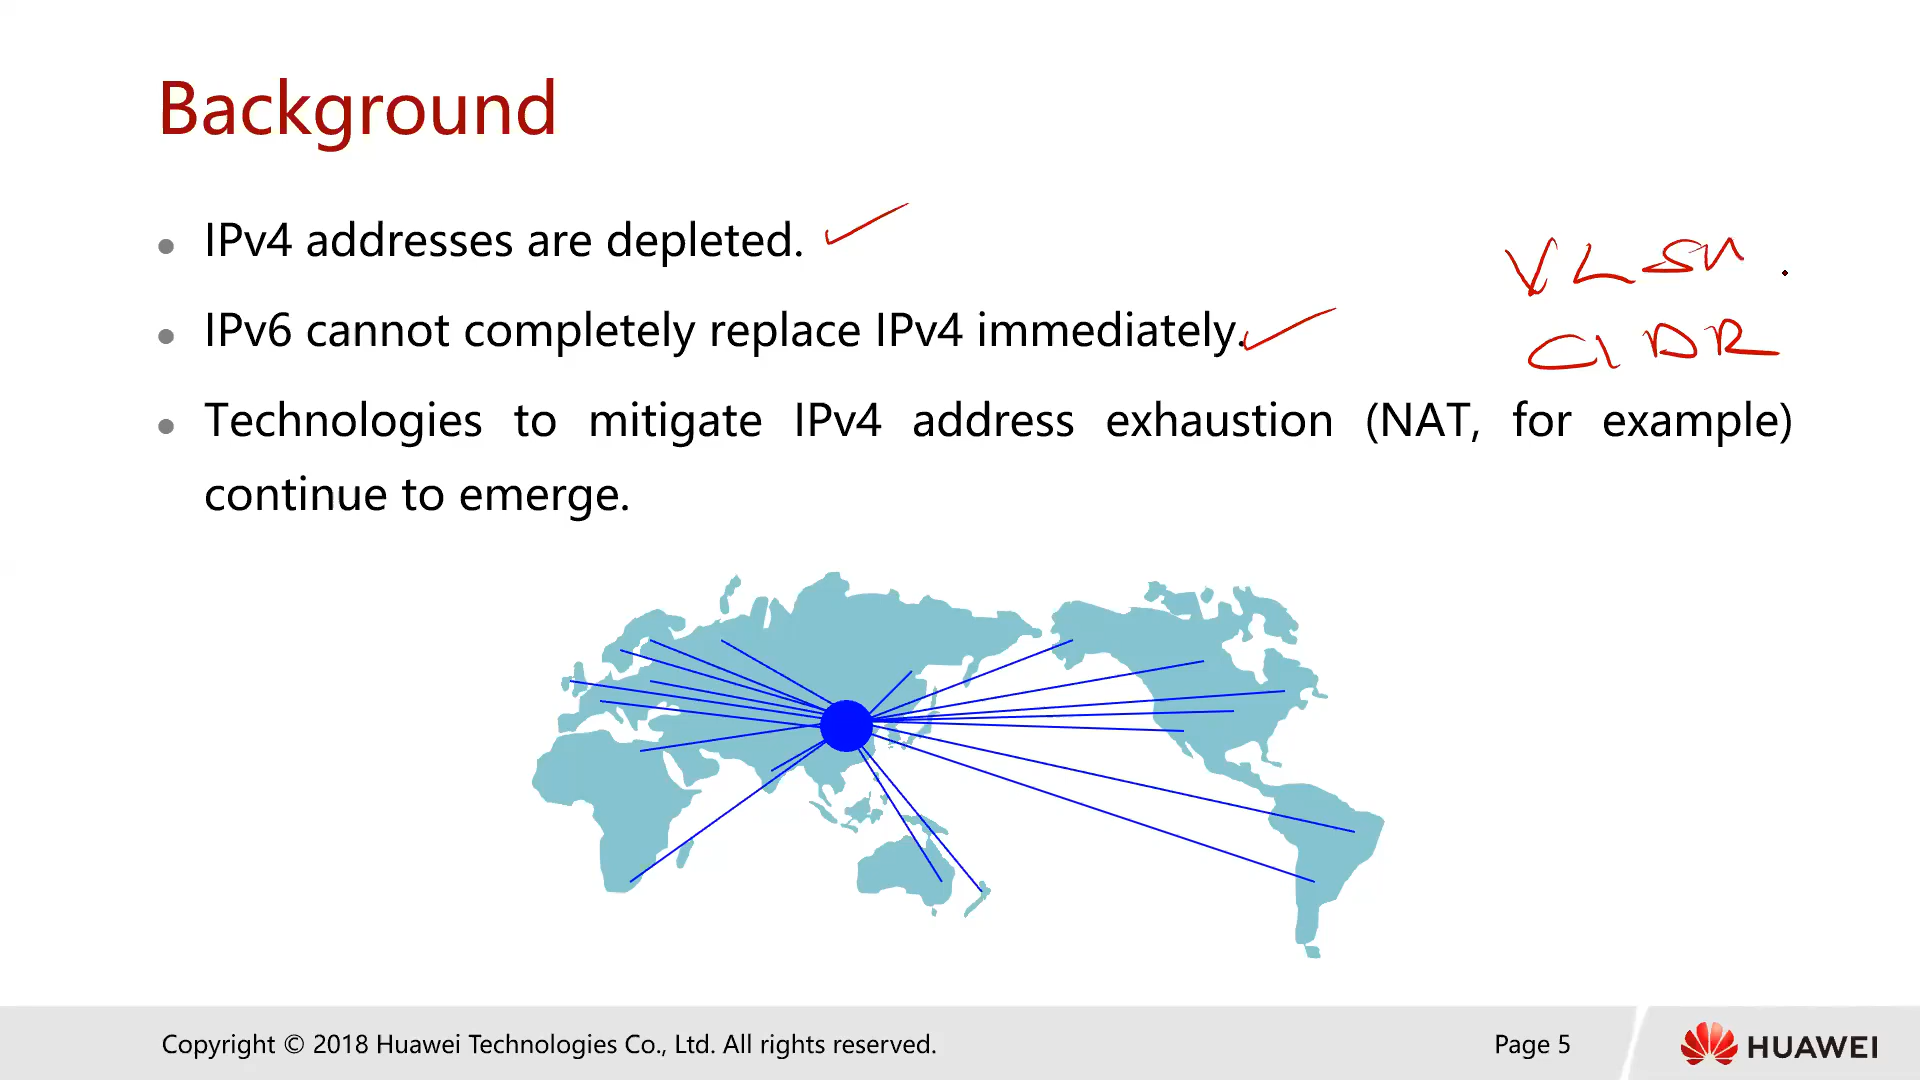 Background
• IPv4 addresses are depleted.
VLSM
• IPv6 cannot completely replace IPv4 immediately.
CIDR
• Technologies to mitigate IPv4 address exhaustion (NAT, for example)
continue to emerge.
Copyright © 2018 Huawei Technologies Co., Ltd. All rights reserved.
Page 5
HUAWEI